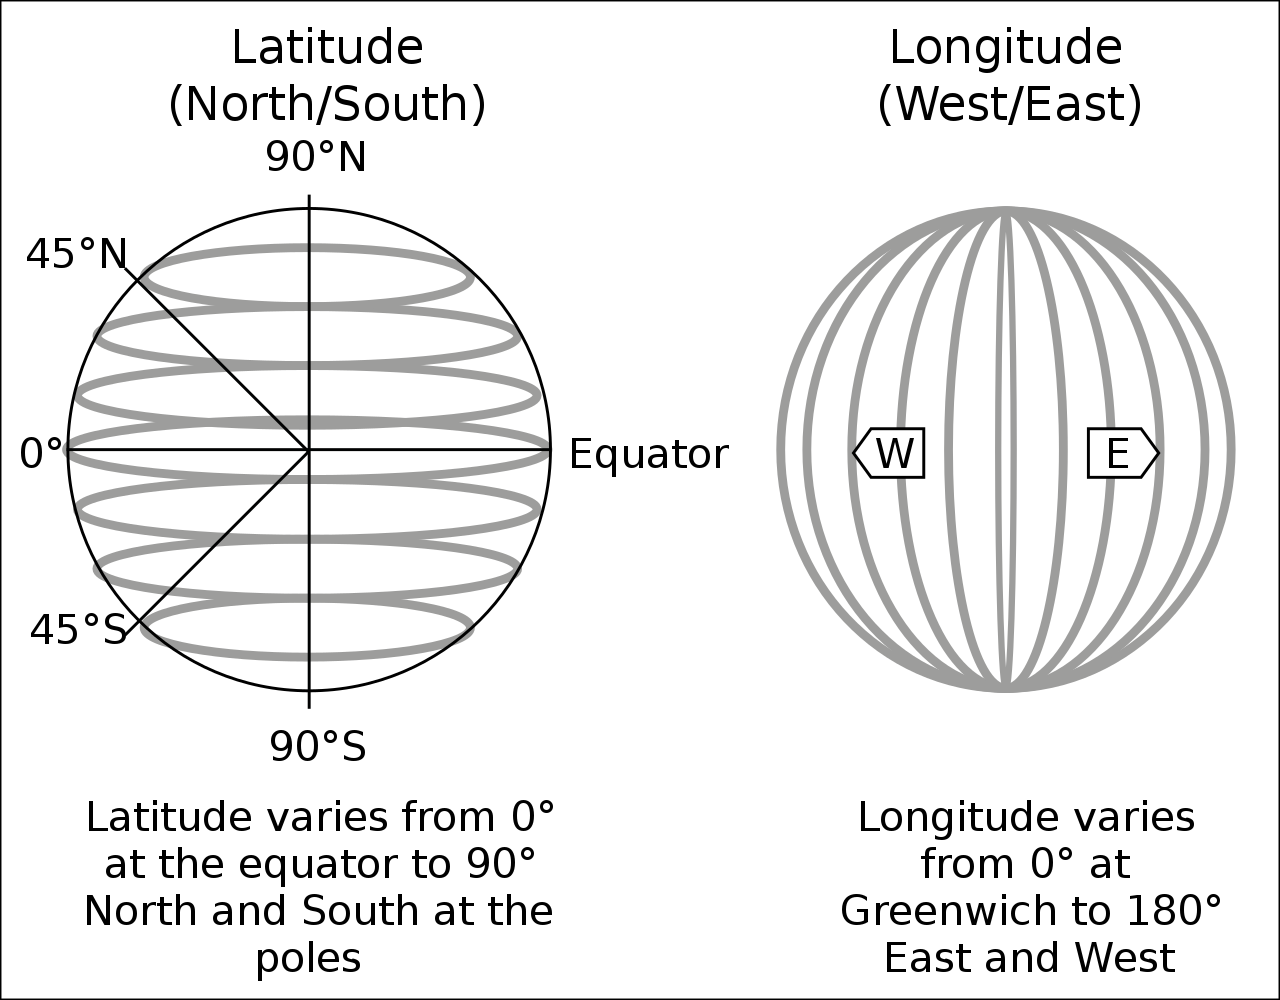 Latitude
(North/South)
90°N
45°N
0°
Equator
45°S
90°S
Latitude varies from 0°
at the equator to 90°
North and South at the
poles
Longitude
(West/East)
W
E
Longitude varies
from 0° at
Greenwich to 180°
East and West